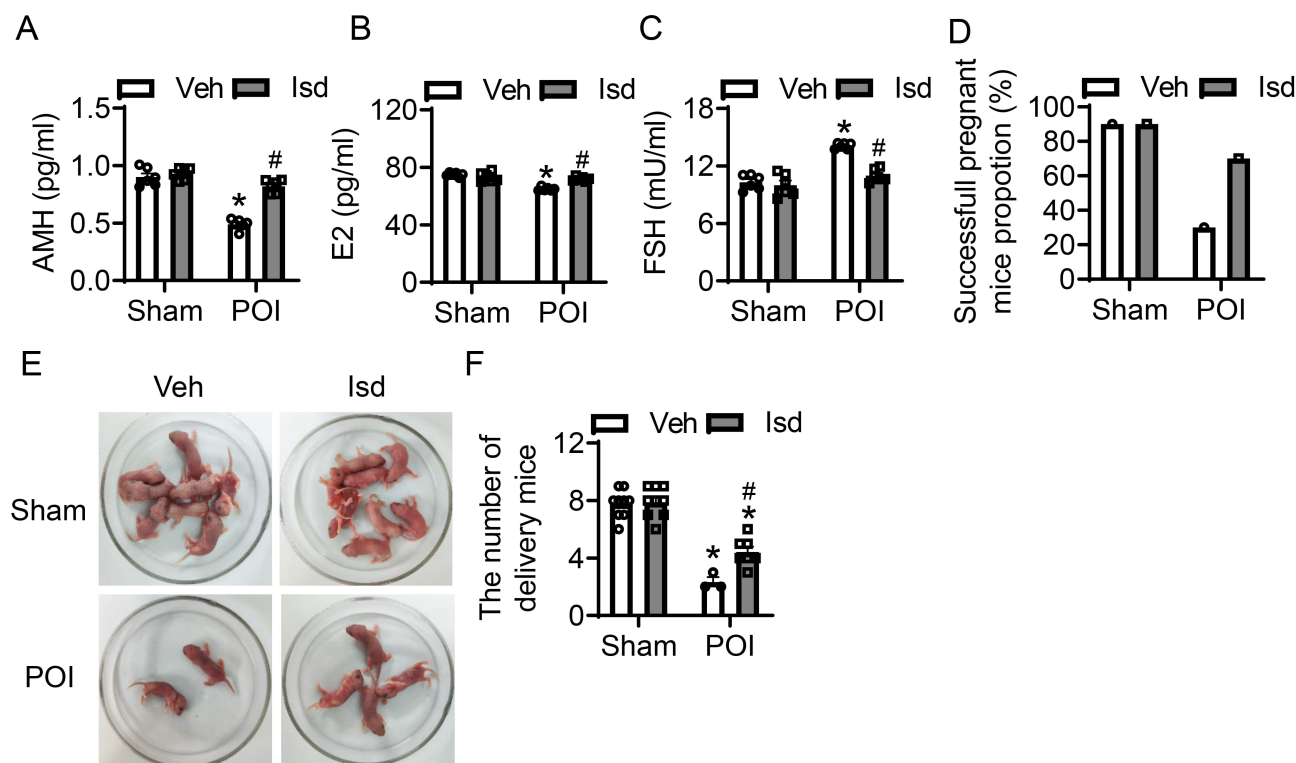 A
Veh Isd
AMH (pg/ml)
1.5
1.0
0.5
0.0
*
#
Sham POI
B
Veh Isd
E2 (pg/ml)
120
80
40
0
*
#
Sham POI
C
Veh Isd
FSH (mU/ml)
18
12
6
0
*
#
Sham POI
D
Veh Isd
Successfull pregnant
mice propotion (%)
100
80
60
40
20
0
Sham POI
E
Veh Isd
Sham
POI
F
Veh Isd
The number of
delivery mice
12
8
4
0
*
#
*
Sham POI